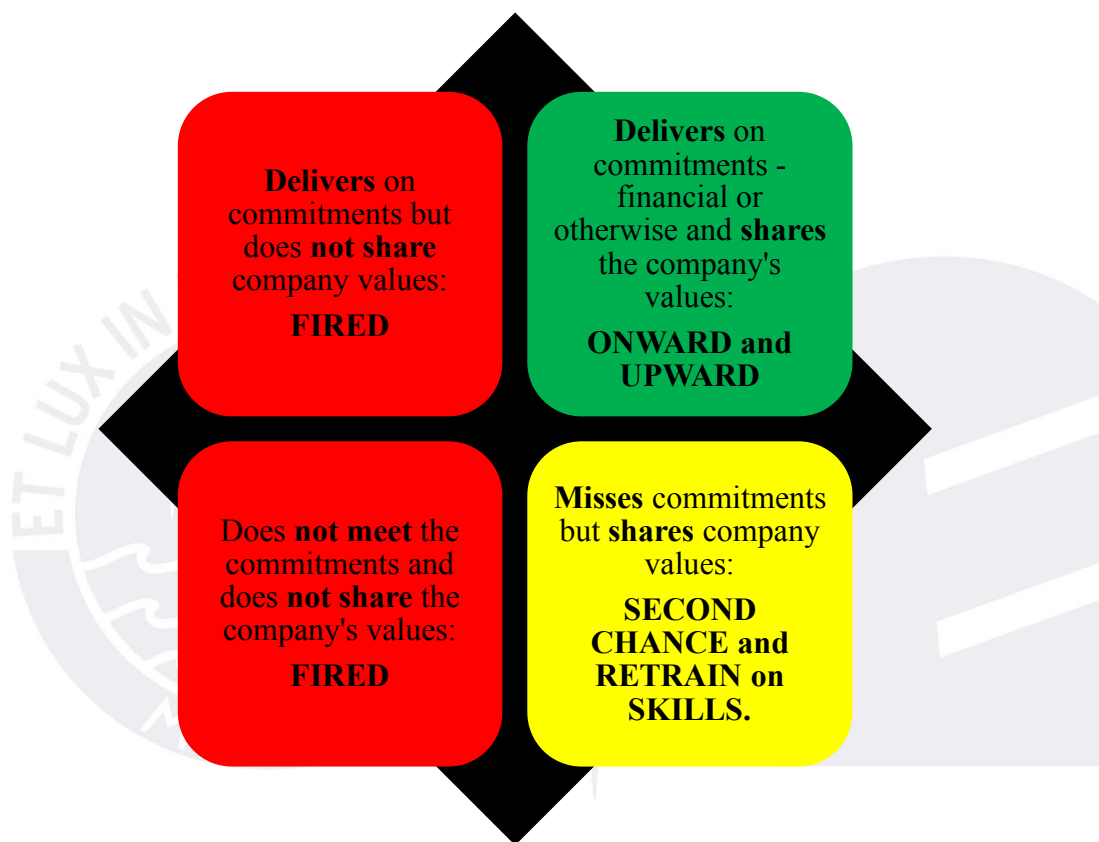 Delivers on
commitments but
does not share
company values:
FIRED
Delivers on
commitments -
financial or
otherwise and shares
the company's
values:
ONWARD and
UPWARD
Does not meet the
commitments and
does not share the
company's values:
FIRED
Misses commitments
but shares company
values:
SECOND
CHANCE and
RETRAIN on
SKILLS.
ET LUX IN